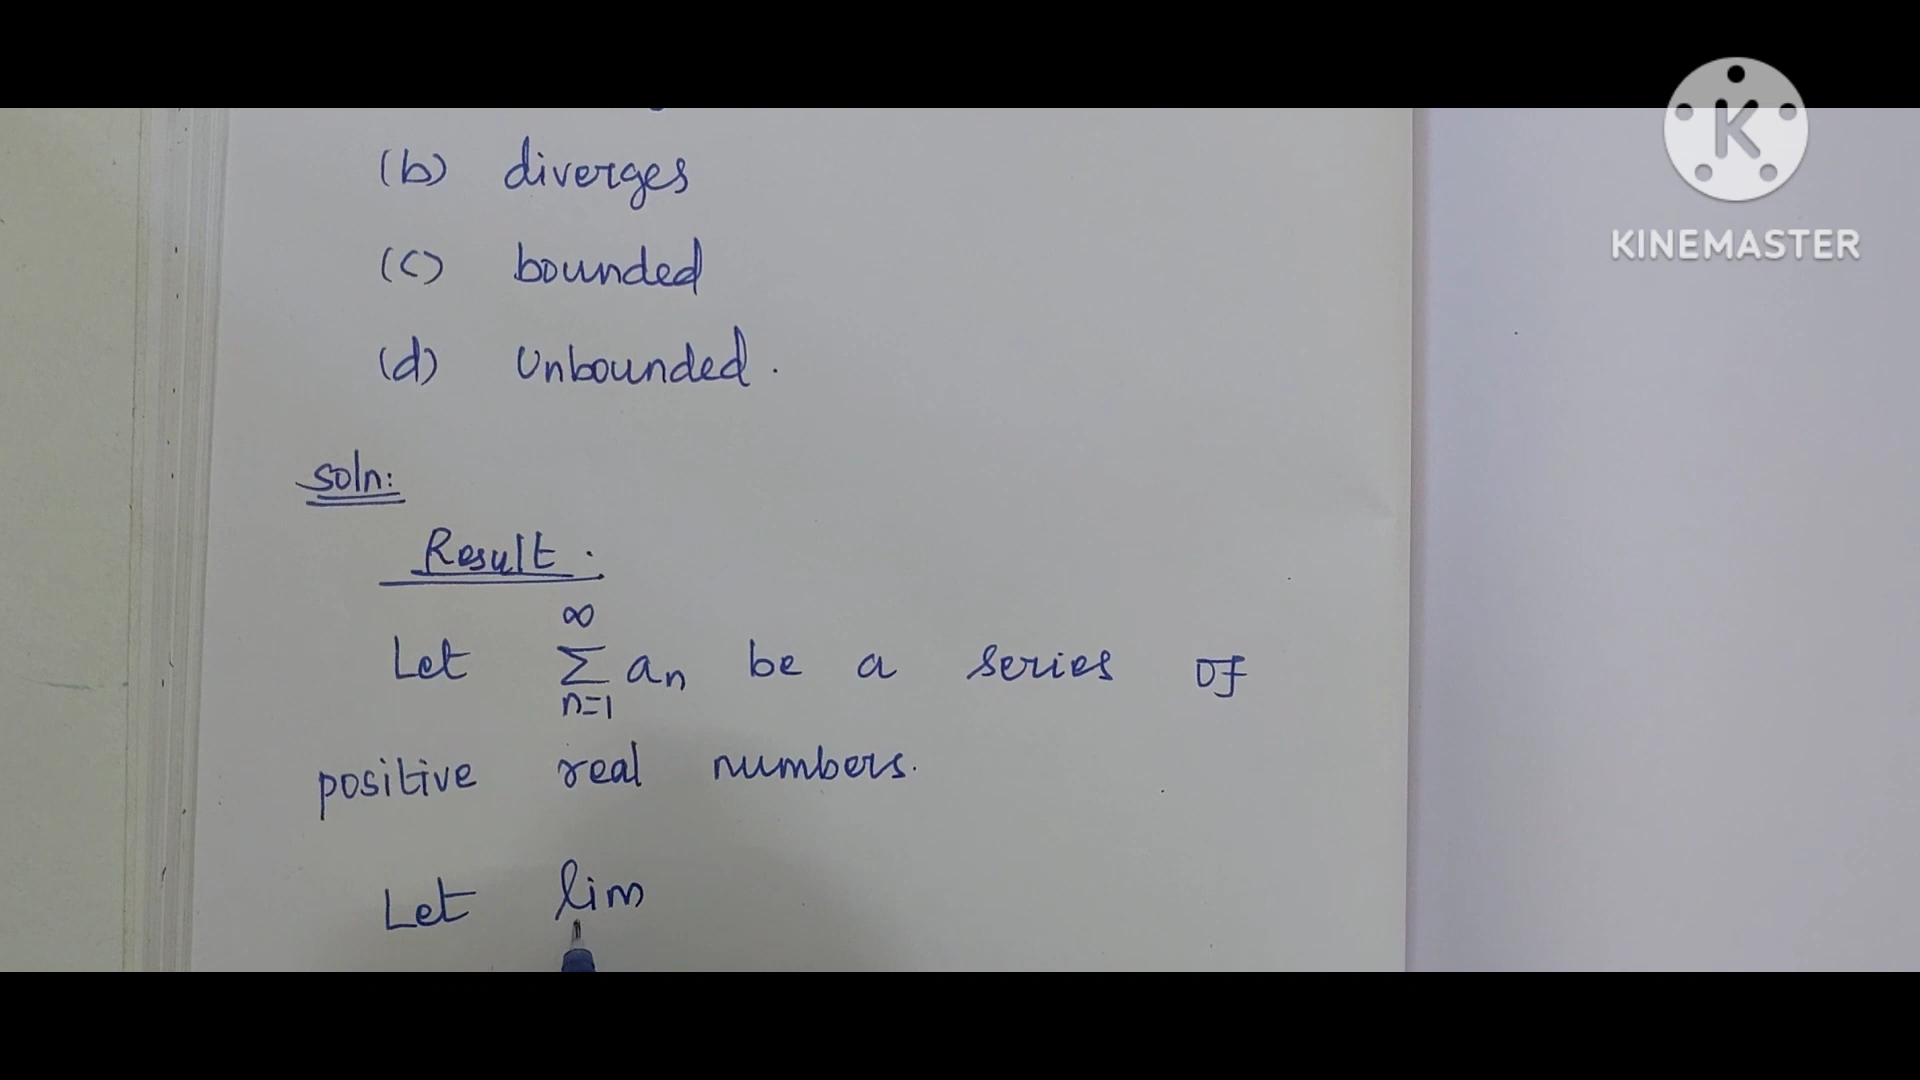 (b) diverges
(c) bounded
(d) Unbounded.
Soln:
Result.
∞
Let Σ an be a series of
n=1
positive real numbers.
Let lim
K
KINEMASTER